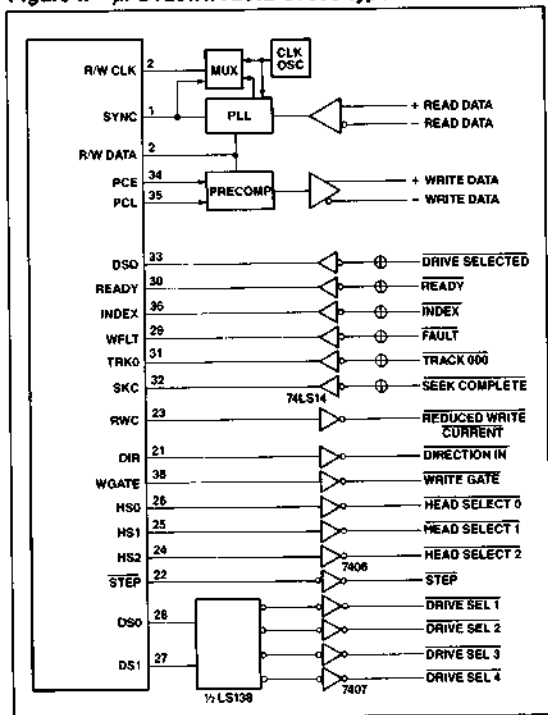 Figure
CLK
OSC
R/W CLK 2 MUX
SYNC 1 PLL + READ DATA
− READ DATA
R/W DATA 2
PCE 34 PRECOMP + WRITE DATA
PCL 35 − WRITE DATA
DSD 33 DRIVE SELECTED
READY 30 READY
INDEX 36 INDEX
WFLT 29 FAULT
TRK0 31 TRACK 000
SKC 32 74LS14 SEEK COMPLETE
RWC 23 REDUCED WRITE
CURRENT
DIR 21 DIRECTION IN
WGATE 38 WRITE GATE
HS0 26 HEAD SELECT 0
HS1 25 HEAD SELECT 1
HS2 24 7406 HEAD SELECT 2
STEP 22 STEP
DS0 28 DRIVE SEL 1
DRIVE SEL 2
DS1 27 DRIVE SEL 3
7407 DRIVE SEL 4
½ LS138